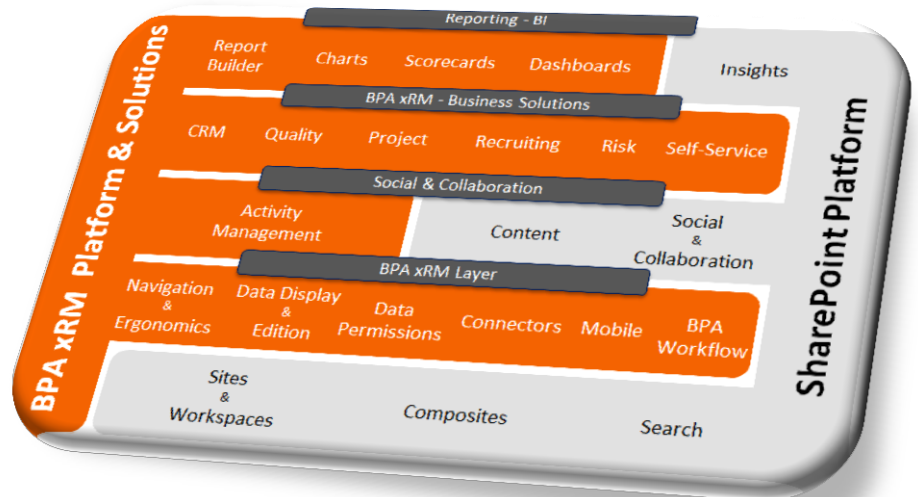 Reporting - BI
Report
Builder
Charts
Scorecards
Dashboards
Insights
BPA xRM - Business Solutions
CRM
Quality
Project
Recruiting
Risk
Self-Service
Social & Collaboration
Activity
Management
Content
Social
&
Collaboration
BPA xRM Layer
Navigation
&
Ergonomics
Data Display
&
Edition
Data
Permissions
Connectors
Mobile
BPA
Workflow
Sites
&
Workspaces
Composites
Search
BPA xRM Platform & Solutions
SharePoint Platform